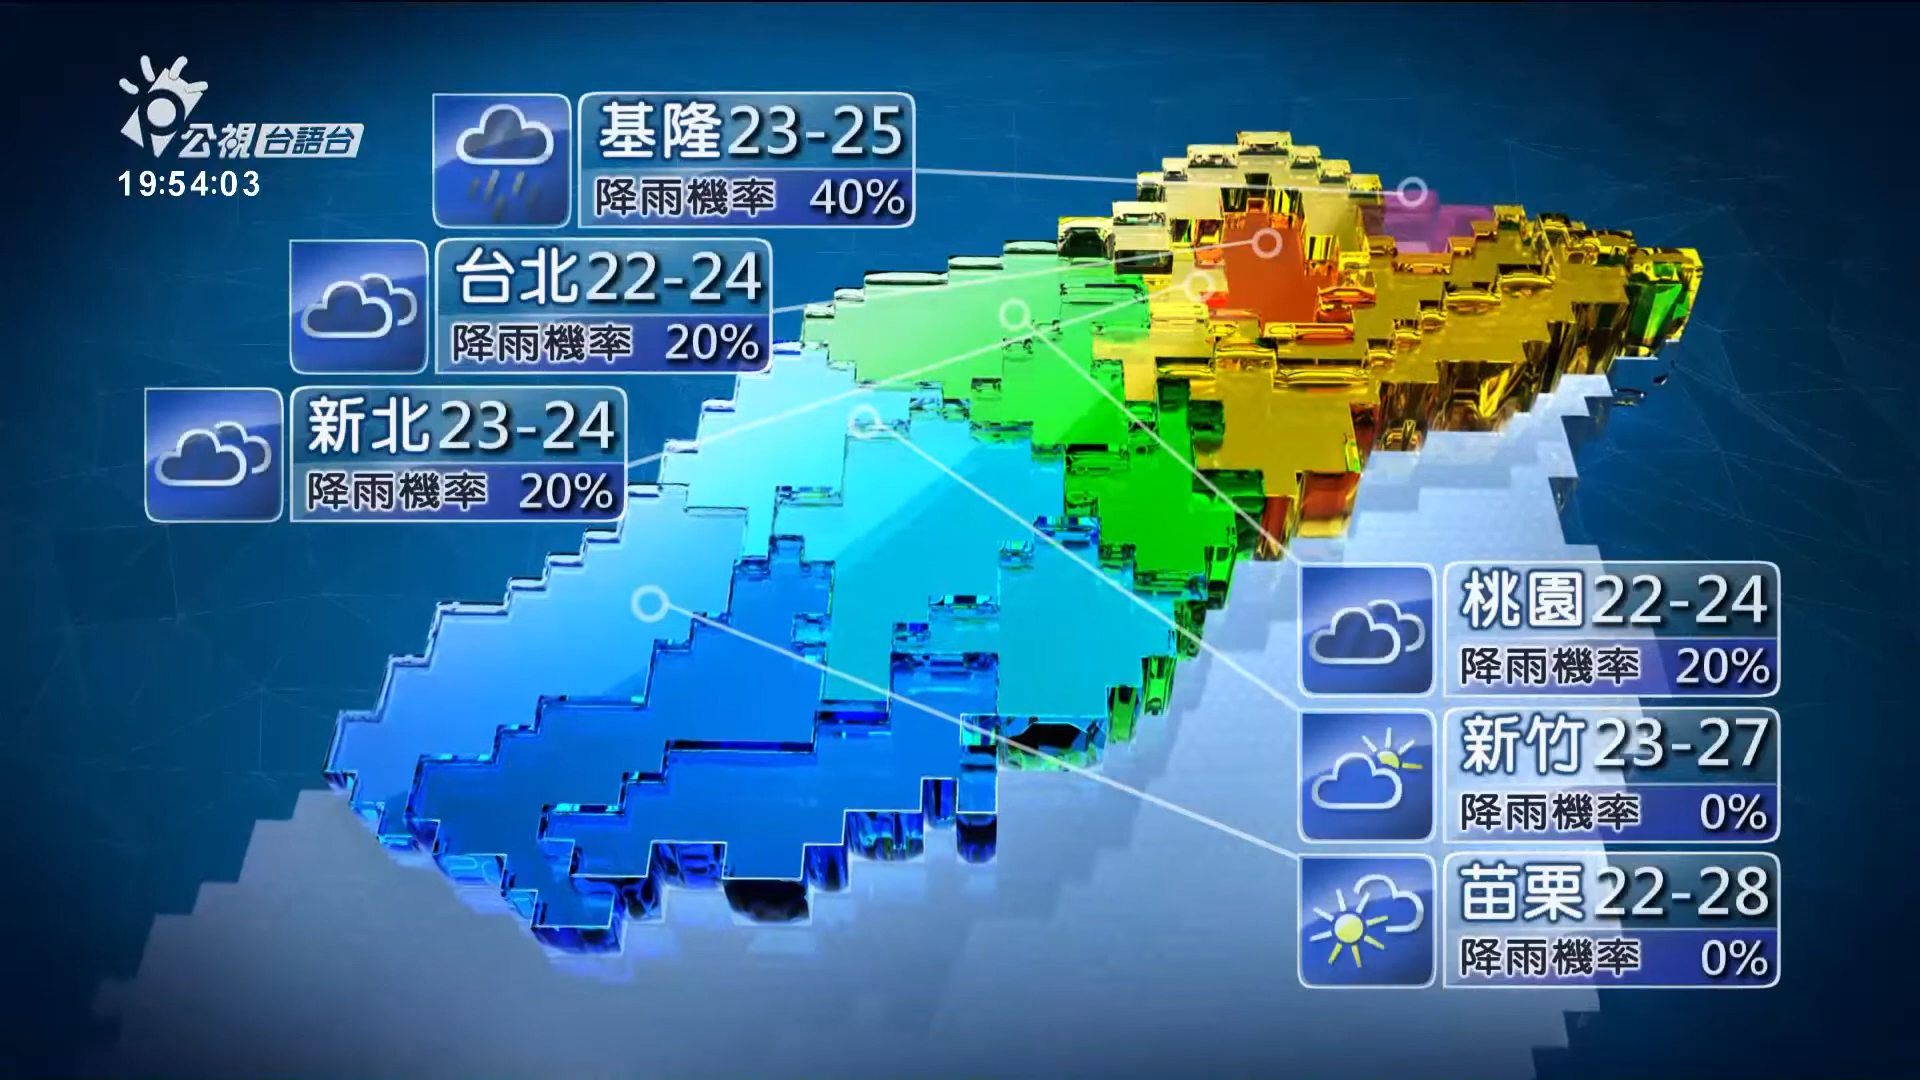 公視台語台
19:54:03
基隆23-25
降雨機率 40%
台北22-24
降雨機率 20%
新北23-24
降雨機率 20%
桃園22-24
降雨機率 20%
新竹23-27
降雨機率 0%
苗栗22-28
降雨機率 0%